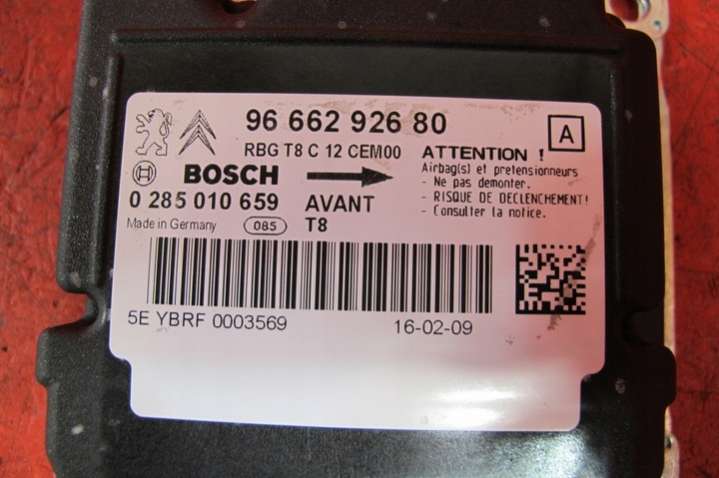 96 662 926 80
RBG T8 C 12 CEM00
A
BOSCH
0 285 010 659
AVANT
Made in Germany
085
T8
ATTENTION !
Airbag(s) et pretensionneurs
- Ne pas demonter.
- RISQUE DE DECLENCHEMENT!
- Consulter la notice.
5E YBRF 0003569
16-02-09